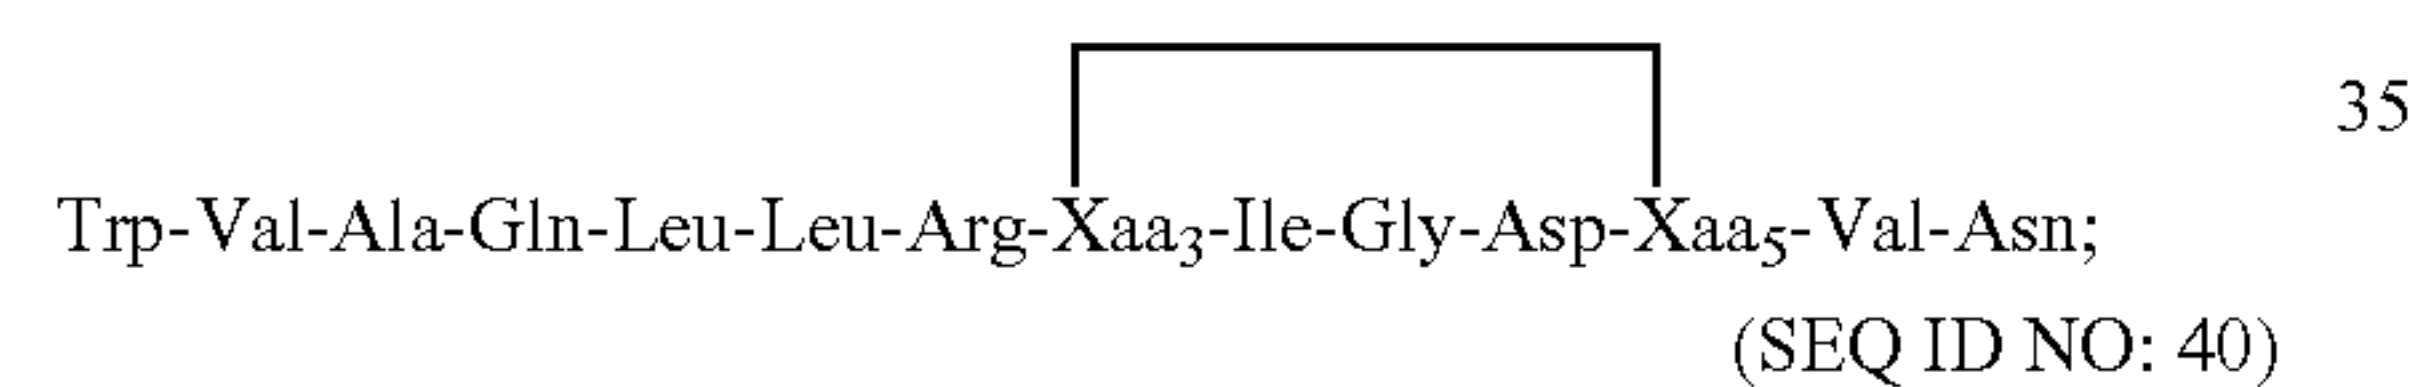 35
Trp-Val-Ala-Gln-Leu-Leu-Arg-Xaa₃-Ile-Gly-Asp-Xaa₅-Val-Asn;
(SEQ ID NO: 40)